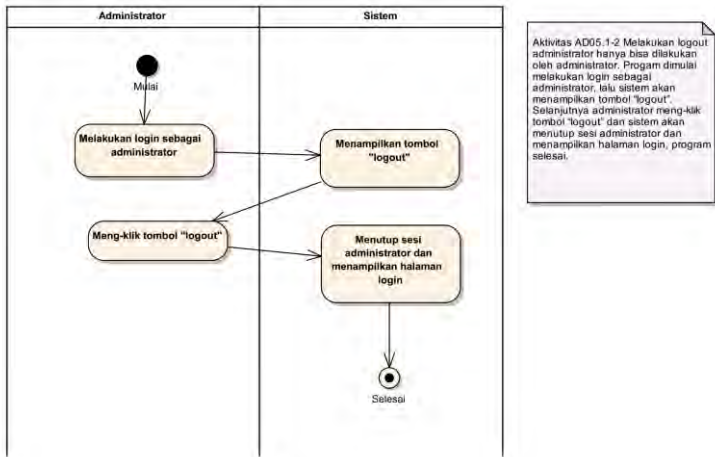 Administrator
Sistem
Mulai
Melakukan login sebagai
administrator
Menampilkan tombol
"logout"
Meng-klik tombol "logout"
Menutup sesi
administrator dan
menampilkan halaman
login
Selesai
Aktivitas AD05.1-2 Melakukan logout
administrator hanya bisa dilakukan
oleh administrator. Progam dimulai
melakukan login sebagai
administrator, lalu sistem akan
menampilkan tombol "logout".
Selanjutnya administrator meng-klik
tombol "logout" dan sistem akan
menutup sesi administrator dan
menampilkan halaman login, program
selesai.